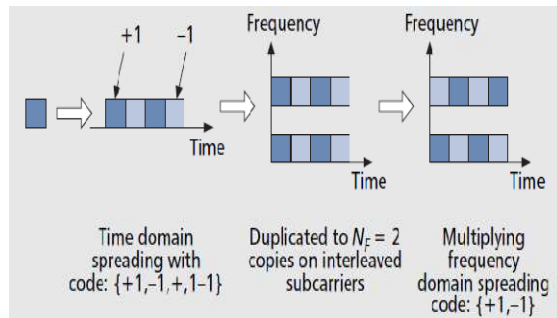 +1
−1
Time
Frequency
Time
Frequency
Time
Time domain
spreading with
code: {+1,−1,+,1−1}
Duplicated to N_F = 2
copies on interleaved
subcarriers
Multiplying
frequency
domain spreading
code: {+1,−1}